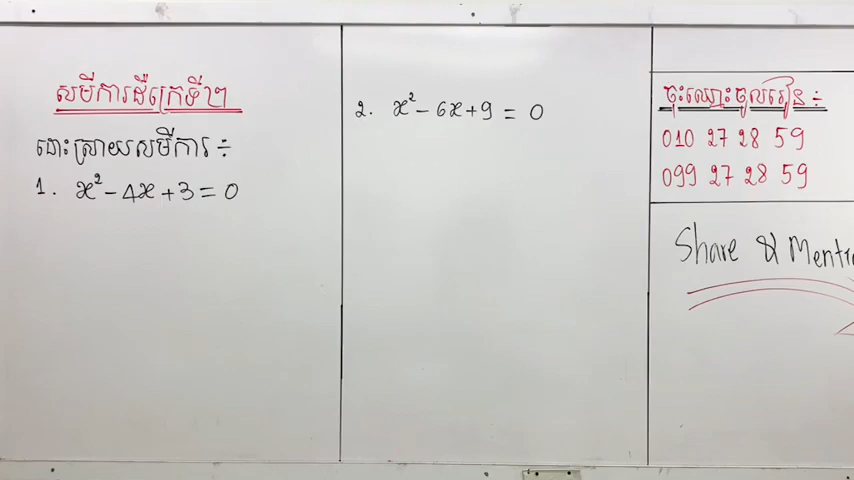 សមីការដឺក្រេទី២
ដោះស្រាយសមីការ ÷
1. x² - 4x + 3 = 0
2. x² - 6x + 9 = 0
ចុះឈ្មោះចូលរៀន ÷
010 27 28 59
099 27 28 59
Share & Mentio